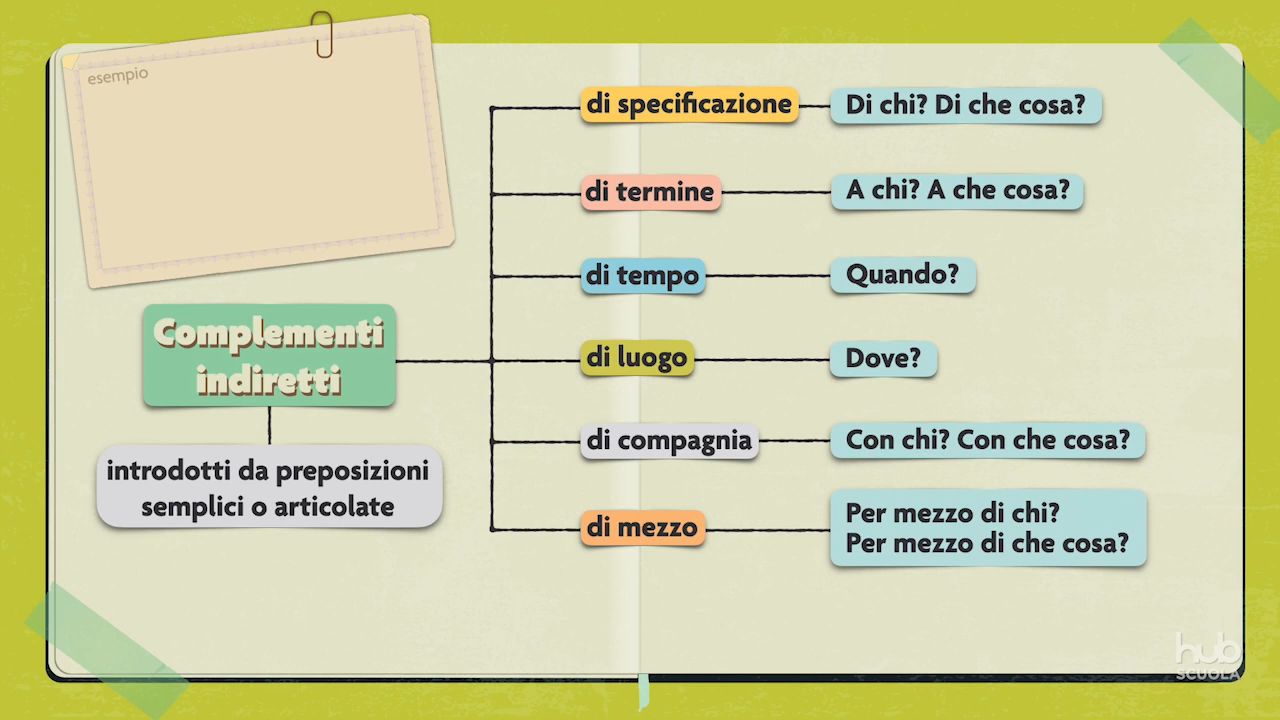 esempio
di specificazione
Di chi? Di che cosa?
di termine
A chi? A che cosa?
di tempo
Quando?
Complementi
indiretti
di luogo
Dove?
di compagnia
Con chi? Con che cosa?
introdotti da preposizioni
semplici o articolate
di mezzo
Per mezzo di chi?
Per mezzo di che cosa?
hub
SCUOLA